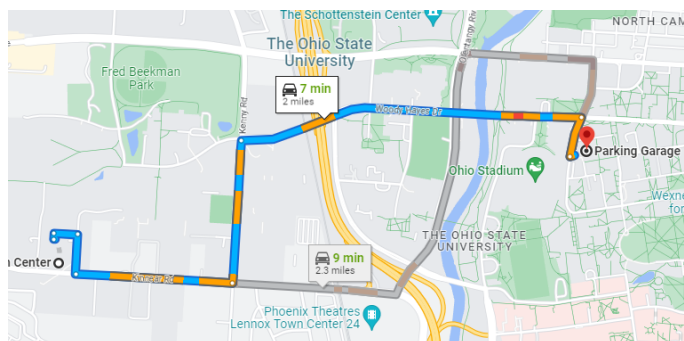 The Schottenstein Center
NORTH CAM
The Ohio State
University
Fred Beekman
Park
Kenny Rd
7 min
2 miles
Woody Hayes Dr
Parking Garage
Ohio Stadium
Wexne
for
THE OHIO STATE
UNIVERSITY
n Center
Kinnear Rd
9 min
2.3 miles
Phoenix Theatres
Lennox Town Center 24